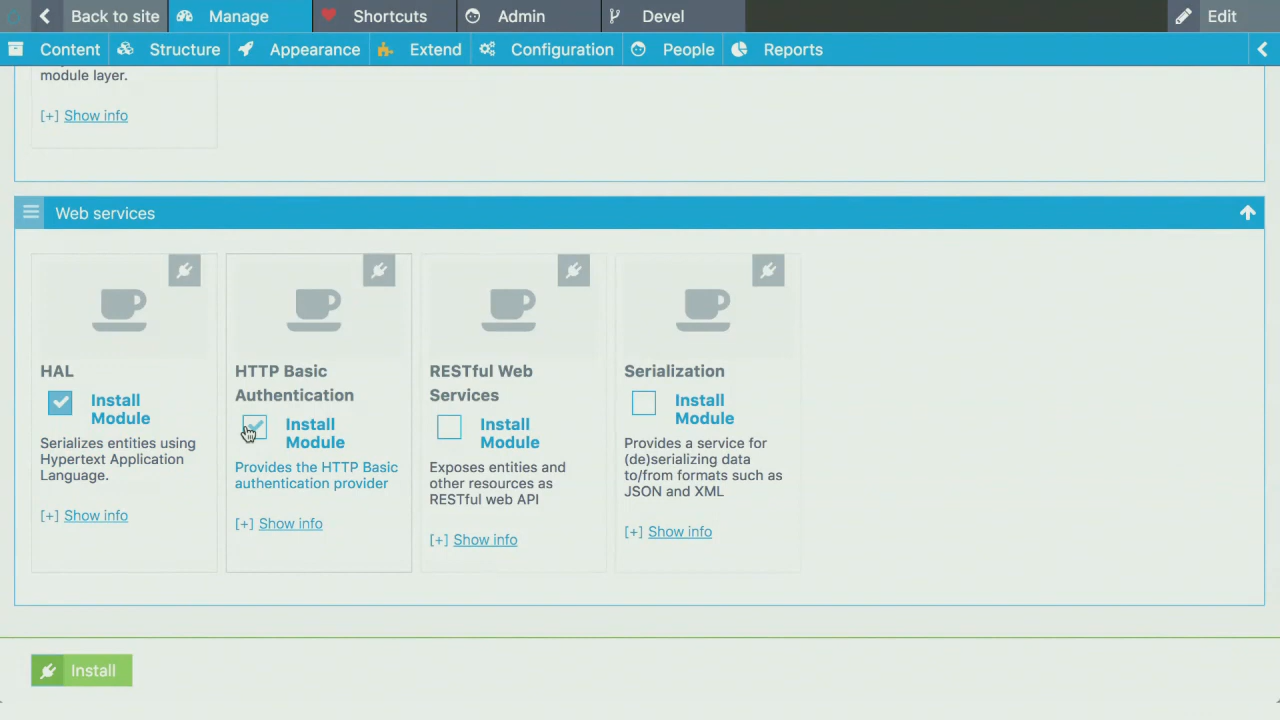 Back to site Manage Shortcuts Admin Devel Edit
Content Structure Appearance Extend Configuration People Reports
module layer.
[+] Show info
Web services
HAL
Install
Module
Serializes entities using
Hypertext Application
Language.
[+] Show info
HTTP Basic
Authentication
Install
Module
Provides the HTTP Basic
authentication provider
[+] Show info
RESTful Web
Services
Install
Module
Exposes entities and
other resources as
RESTful web API
[+] Show info
Serialization
Install
Module
Provides a service for
(de)serializing data
to/from formats such as
JSON and XML
[+] Show info
Install